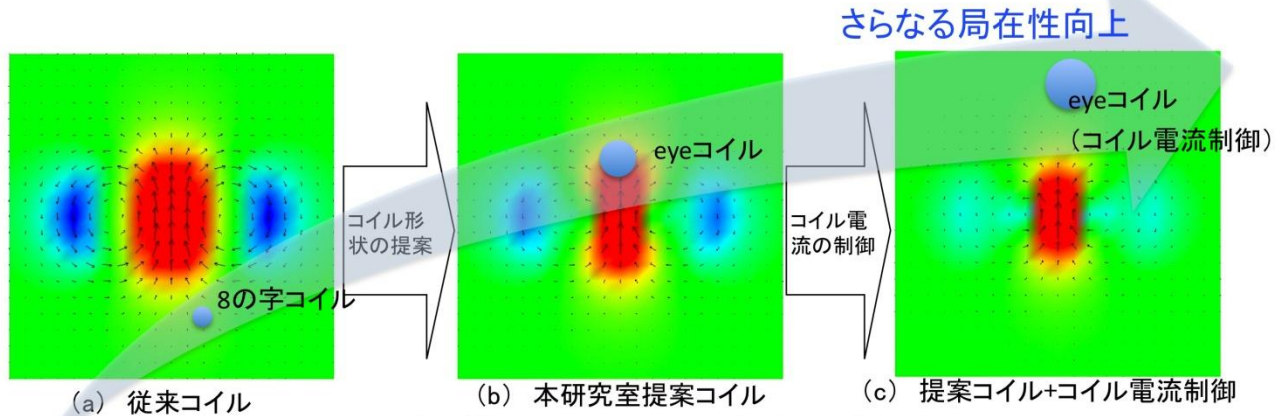 さらなる局在性向上
eyeコイル
(コイル電流制御)
eyeコイル
コイル形
状の提案
コイル電
流の制御
8の字コイル
(a) 従来コイル
(b) 本研究室提案コイル
(c) 提案コイル+コイル電流制御